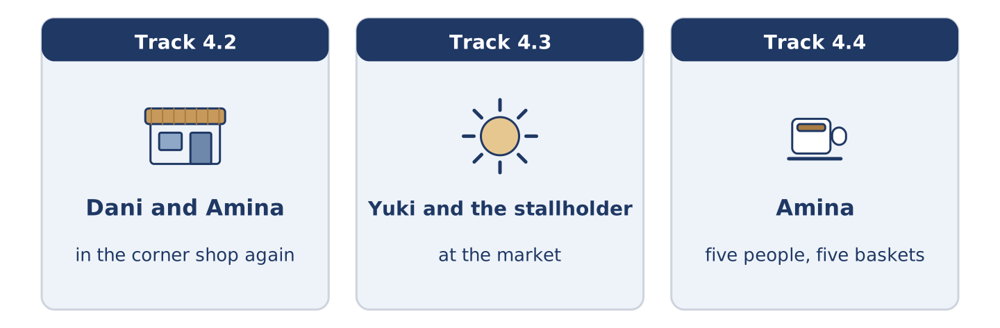 Track 4.2
Dani and Amina
in the corner shop again
Track 4.3
Yuki and the stallholder
at the market
Track 4.4
Amina
five people, five baskets